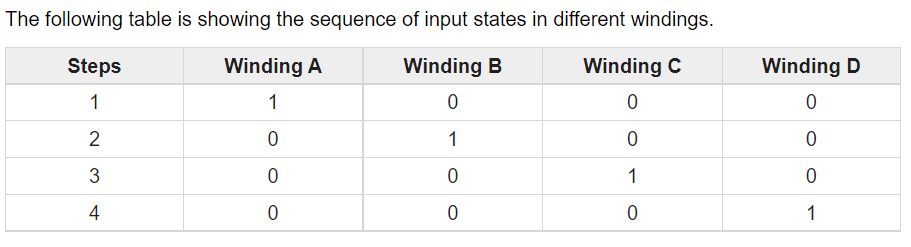 The following table is showing the sequence of input states in different windings.
Steps Winding A Winding B Winding C Winding D
1 1 0 0 0
2 0 1 0 0
3 0 0 1 0
4 0 0 0 1